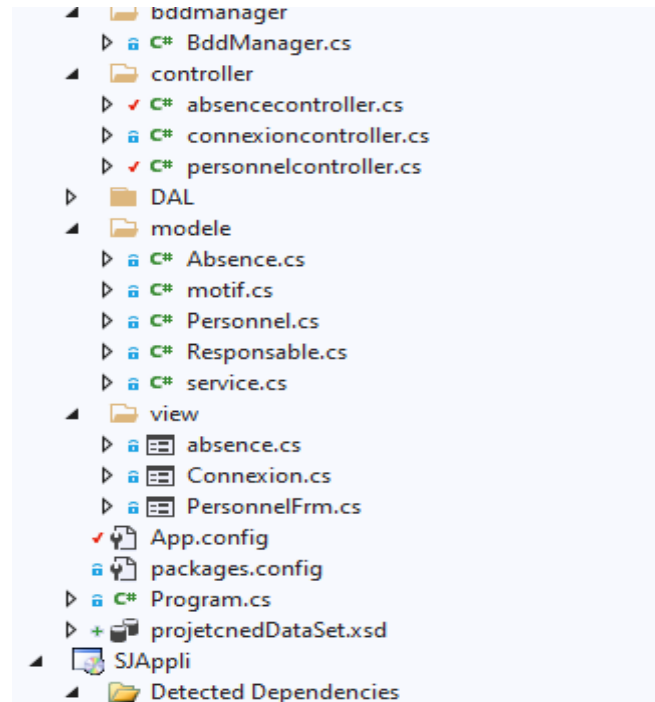 bddmanager
C# BddManager.cs
controller
C# absencecontroller.cs
C# connexioncontroller.cs
C# personnelcontroller.cs
DAL
modele
C# Absence.cs
C# motif.cs
C# Personnel.cs
C# Responsable.cs
C# service.cs
view
absence.cs
Connexion.cs
PersonnelFrm.cs
App.config
packages.config
C# Program.cs
projetcnedDataSet.xsd
SJAppli
Detected Dependencies